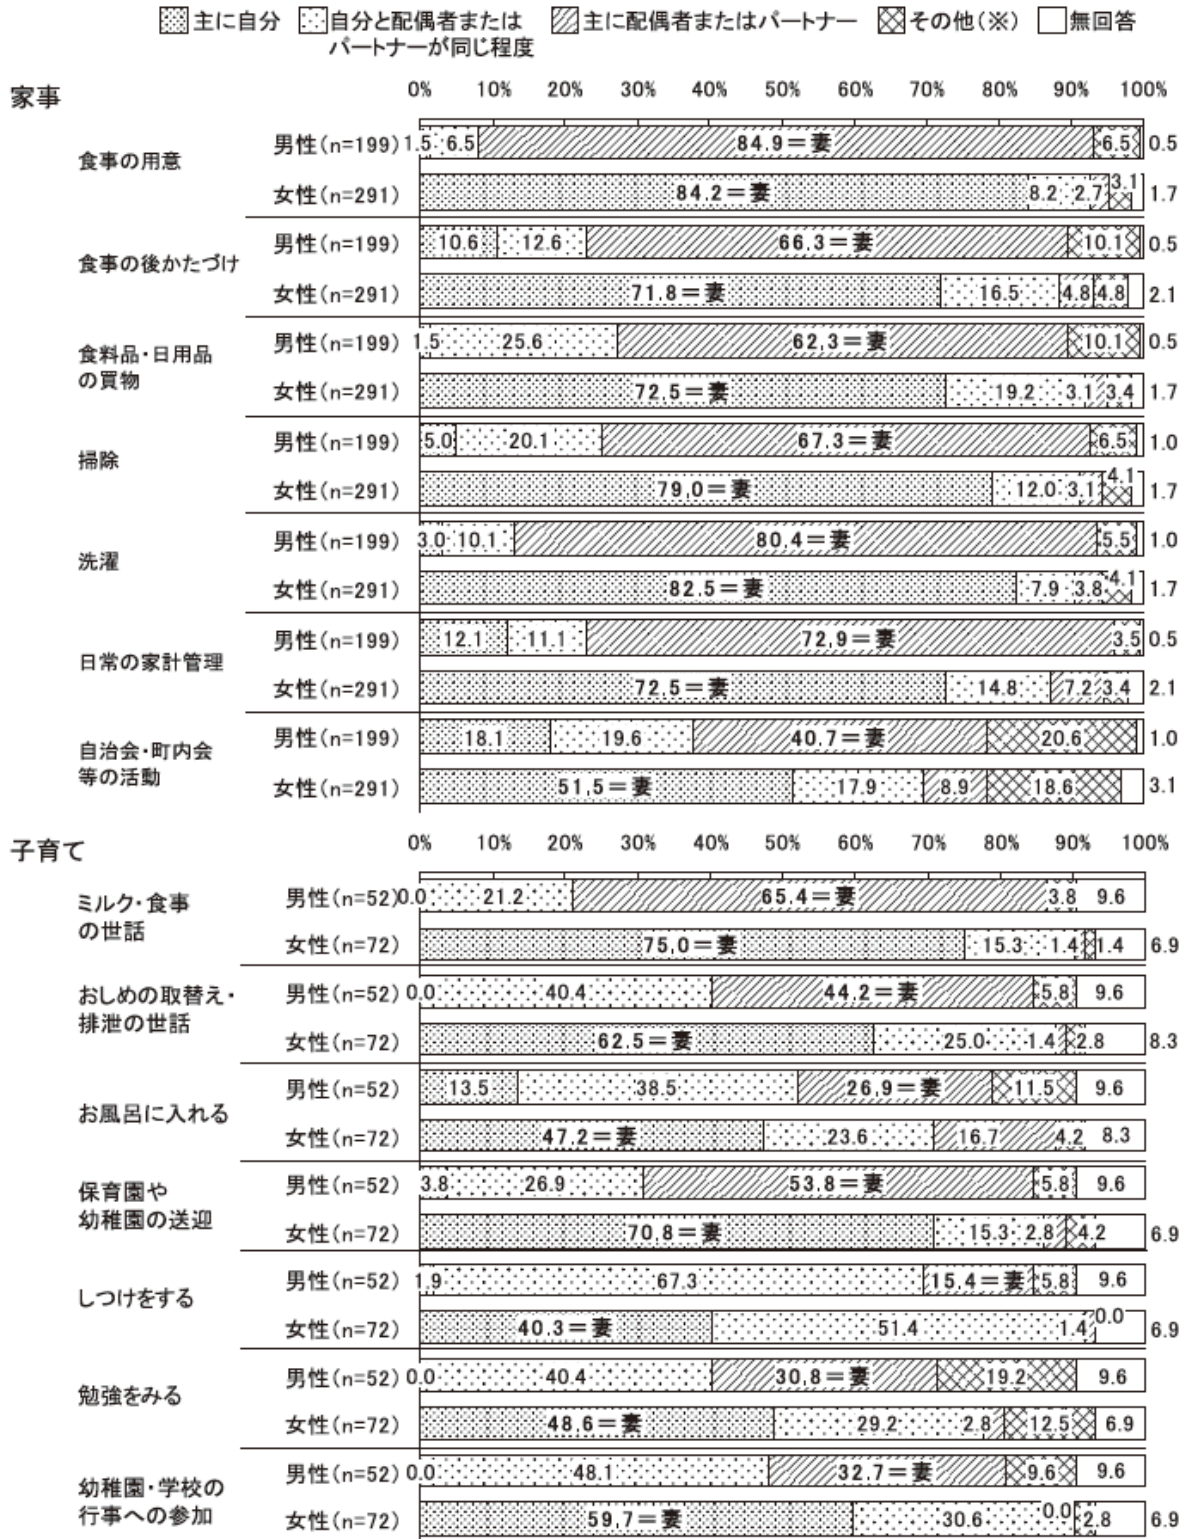 主に自分 自分と配偶者または 主に配偶者またはパートナー その他(※) 無回答
パートナーが同じ程度
家事
0% 10% 20% 30% 40% 50% 60% 70% 80% 90% 100%
食事の用意
男性(n=199) 1.5 6.5 84.9=妻 6.5 0.5
女性(n=291) 84.2=妻 8.2 2.7 3.1 1.7
食事の後かたづけ
男性(n=199) 10.6 12.6 66.3=妻 10.1 0.5
女性(n=291) 71.8=妻 16.5 4.8 4.8 2.1
食料品・日用品
の買物
男性(n=199) 1.5 25.6 62.3=妻 10.1 0.5
女性(n=291) 72.5=妻 19.2 3.1 3.4 1.7
掃除
男性(n=199) 5.0 20.1 67.3=妻 6.5 1.0
女性(n=291) 79.0=妻 12.0 3.1 4.1 1.7
洗濯
男性(n=199) 3.0 10.1 80.4=妻 5.5 1.0
女性(n=291) 82.5=妻 7.9 3.8 4.1 1.7
日常の家計管理
男性(n=199) 12.1 11.1 72.9=妻 3.5 0.5
女性(n=291) 72.5=妻 14.8 7.2 3.4 2.1
自治会・町内会
等の活動
男性(n=199) 18.1 19.6 40.7=妻 20.6 1.0
女性(n=291) 51.5=妻 17.9 8.9 18.6 3.1
子育て
0% 10% 20% 30% 40% 50% 60% 70% 80% 90% 100%
ミルク・食事
の世話
男性(n=52) 0.0 21.2 65.4=妻 3.8 9.6
女性(n=72) 75.0=妻 15.3 1.4 1.4 6.9
おしめの取替え・
排泄の世話
男性(n=52) 0.0 40.4 44.2=妻 5.8 9.6
女性(n=72) 62.5=妻 25.0 1.4 2.8 8.3
お風呂に入れる
男性(n=52) 13.5 38.5 26.9=妻 11.5 9.6
女性(n=72) 47.2=妻 23.6 16.7 4.2 8.3
保育園や
幼稚園の送迎
男性(n=52) 3.8 26.9 53.8=妻 5.8 9.6
女性(n=72) 70.8=妻 15.3 2.8 4.2 6.9
しつけをする
男性(n=52) 1.9 67.3 15.4=妻 5.8 9.6
女性(n=72) 40.3=妻 51.4 1.4 0.0 6.9
勉強をみる
男性(n=52) 0.0 40.4 30.8=妻 19.2 9.6
女性(n=72) 48.6=妻 29.2 2.8 12.5 6.9
幼稚園・学校の
行事への参加
男性(n=52) 0.0 48.1 32.7=妻 9.6 9.6
女性(n=72) 59.7=妻 30.6 0.0 2.8 6.9